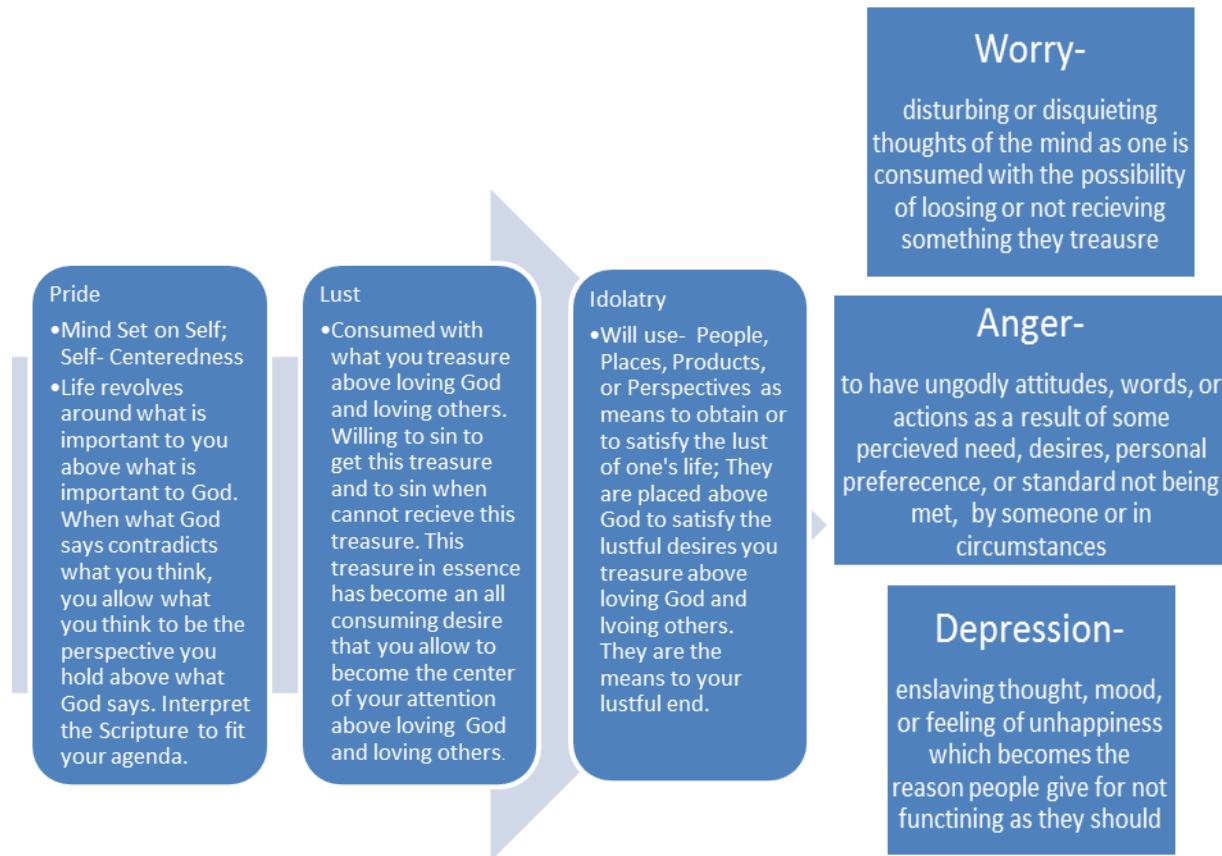 Pride
•Mind Set on Self;
Self- Centeredness
•Life revolves
around what is
important to you
above what is
important to God.
When what God
says contradicts
what you think,
you allow what
you think to be the
perspective you
hold above what
God says. Interpret
the Scripture to fit
your agenda.
Lust
•Consumed with
what you treasure
above loving God
and loving others.
Willing to sin to
get this treasure
and to sin when
cannot recieve this
treasure. This
treasure in essence
has become an all
consuming desire
that you allow to
become the center
of your attention
above loving God
and loving others.
Idolatry
•Will use- People,
Places, Products,
or Perspectives as
means to obtain or
to satisfy the lust
of one's life; They
are placed above
God to satisfy the
lustful desires you
treasure above
loving God and
lvoing others.
They are the
means to your
lustful end.
Worry-
disturbing or disquieting
thoughts of the mind as one is
consumed with the possibility
of loosing or not recieving
something they treausre
Anger-
to have ungodly attitudes, words, or
actions as a result of some
percieved need, desires, personal
preferecence, or standard not being
met, by someone or in
circumstances
Depression-
enslaving thought, mood,
or feeling of unhappiness
which becomes the
reason people give for not
functining as they should